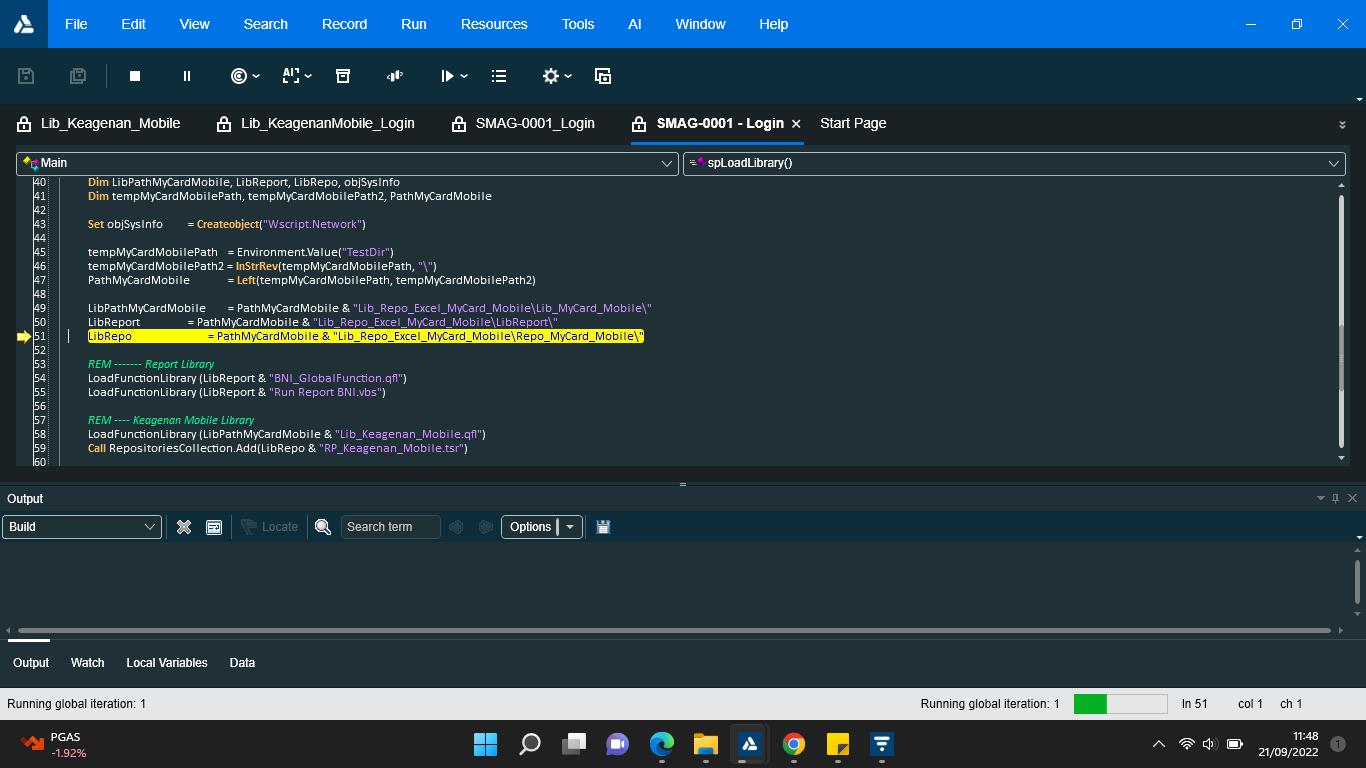 File Edit View Search Record Run Resources Tools AI Window Help
Lib_Keagenan_Mobile Lib_KeagenanMobile_Login SMAG-0001_Login SMAG-0001 - Login Start Page
Main spLoadLibrary()
40 Dim LibPathMyCardMobile, LibReport, LibRepo, objSysInfo
41 Dim tempMyCardMobilePath, tempMyCardMobilePath2, PathMyCardMobile
42
43 Set objSysInfo = Createobject("Wscript.Network")
44
45 tempMyCardMobilePath = Environment.Value("TestDir")
46 tempMyCardMobilePath2 = InStrRev(tempMyCardMobilePath, "\")
47 PathMyCardMobile = Left(tempMyCardMobilePath, tempMyCardMobilePath2)
48
49 LibPathMyCardMobile = PathMyCardMobile & "Lib_Repo_Excel_MyCard_Mobile\Lib_MyCard_Mobile\"
50 LibReport = PathMyCardMobile & "Lib_Repo_Excel_MyCard_Mobile\LibReport\"
51 LibRepo = PathMyCardMobile & "Lib_Repo_Excel_MyCard_Mobile\Repo_MyCard_Mobile\"
52
53 REM ------- Report Library
54 LoadFunctionLibrary (LibReport & "BNI_GlobalFunction.qfl")
55 LoadFunctionLibrary (LibReport & "Run Report BNI.vbs")
56
57 REM ---- Keagenan Mobile Library
58 LoadFunctionLibrary (LibPathMyCardMobile & "Lib_Keagenan_Mobile.qfl")
59 Call RepositoriesCollection.Add(LibRepo & "RP_Keagenan_Mobile.tsr")
60
Output
Build Locate Search term Options
Output Watch Local Variables Data
Running global iteration: 1 Running global iteration: 1 ln 51 col 1 ch 1
PGAS
-1.92%
11:48
21/09/2022
1